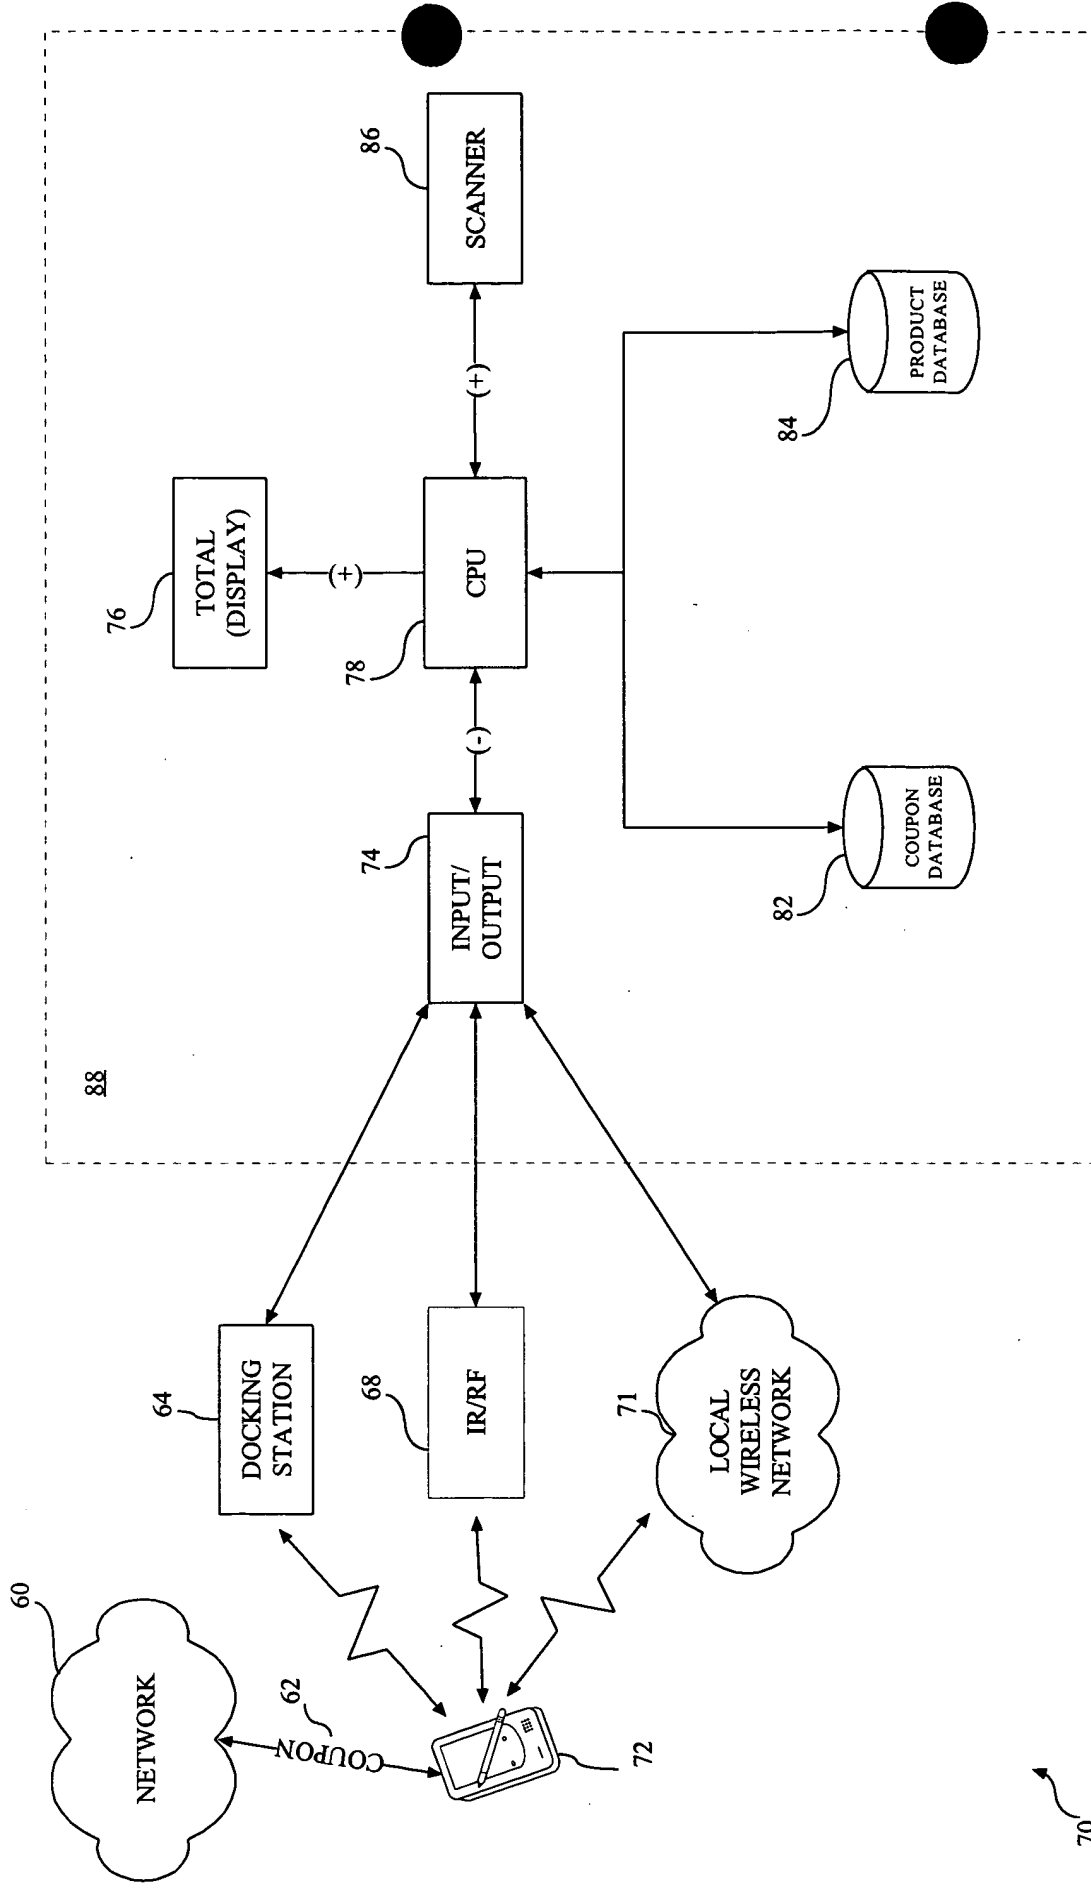 60
NETWORK
62
COUPON
72
70
64
DOCKING
STATION
68
IR/RF
71
LOCAL
WIRELESS
NETWORK
88
74
INPUT/
OUTPUT
(-)
76
TOTAL
(DISPLAY)
(+)
78
CPU
(+)
86
SCANNER
82
COUPON
DATABASE
84
PRODUCT
DATABASE